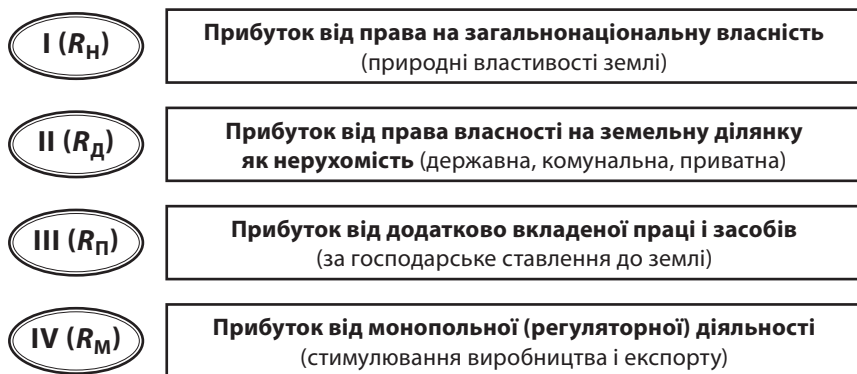 I (RН)
Прибуток від права на загальнонаціональну власність
(природні властивості землі)
II (RД)
Прибуток від права власності на земельну ділянку
як нерухомість (державна, комунальна, приватна)
III (RП)
Прибуток від додатково вкладеної праці і засобів
(за господарське ставлення до землі)
IV (RМ)
Прибуток від монопольної (регуляторної) діяльності
(стимулювання виробництва і експорту)